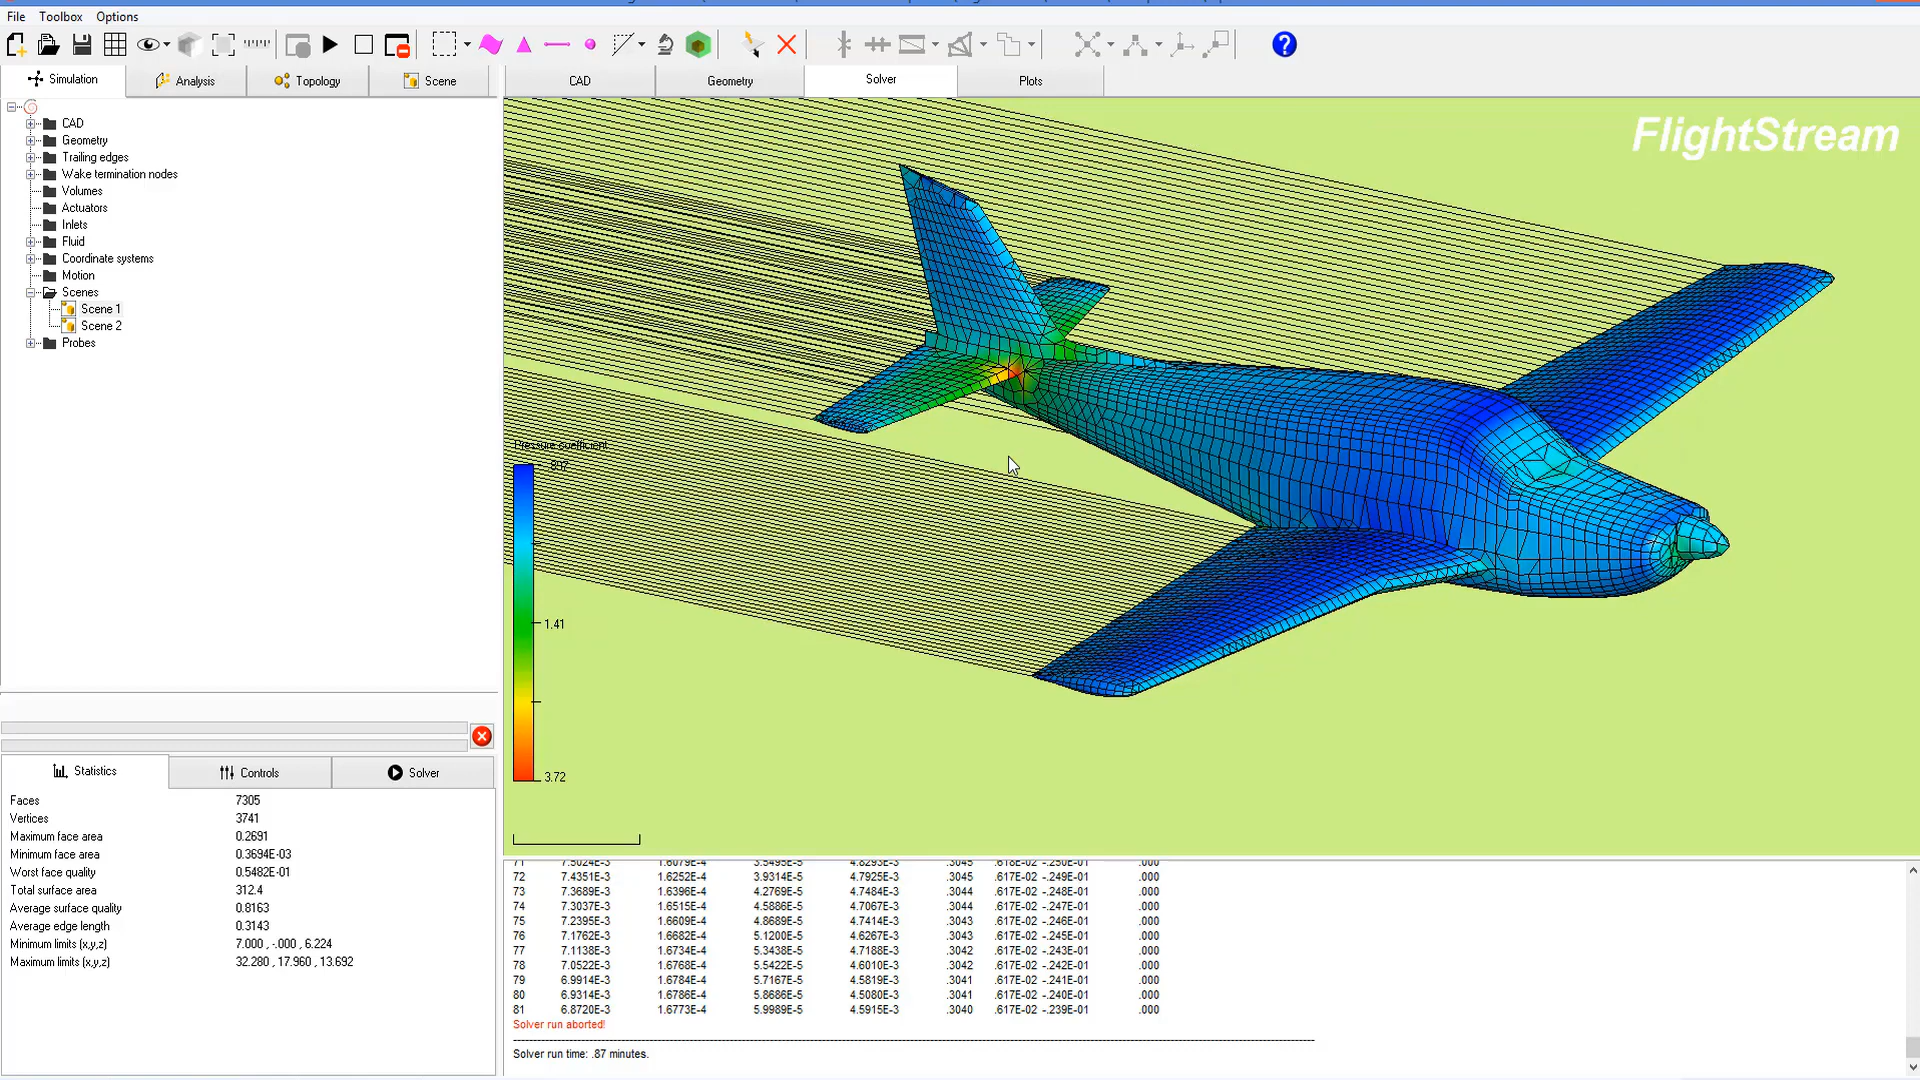 File Toolbox Options
Simulation Analysis Topology Scene CAD Geometry Solver Plots
CAD
Geometry
Trailing edges
Wake termination nodes
Volumes
Actuators
Inlets
Fluid
Coordinate systems
Motion
Scenes
Scene 1
Scene 2
Probes
FlightStream
Pressure coefficient
1.41
3.72
Statistics Controls Solver
Faces 7305
Vertices 3741
Maximum face area 0.2691
Minimum face area 0.3694E-03
Worst face quality 0.5482E-01
Total surface area 312.4
Average surface quality 0.8163
Average edge length 0.3143
Minimum limits (x,y,z) 7.000 , -.000 , 6.224
Maximum limits (x,y,z) 32.280 , 17.960 , 13.692
71 7.5024E-3 1.6079E-4 3.5495E-5 4.8293E-3 .3045 .618E-02 -.250E-01 .000
72 7.4351E-3 1.6252E-4 3.9314E-5 4.7925E-3 .3045 .617E-02 -.249E-01 .000
73 7.3689E-3 1.6396E-4 4.2769E-5 4.7484E-3 .3044 .617E-02 -.248E-01 .000
74 7.3037E-3 1.6515E-4 4.5886E-5 4.7067E-3 .3044 .617E-02 -.247E-01 .000
75 7.2395E-3 1.6609E-4 4.8689E-5 4.7414E-3 .3043 .617E-02 -.246E-01 .000
76 7.1762E-3 1.6682E-4 5.1200E-5 4.6267E-3 .3043 .617E-02 -.245E-01 .000
77 7.1138E-3 1.6734E-4 5.3438E-5 4.7188E-3 .3042 .617E-02 -.243E-01 .000
78 7.0522E-3 1.6768E-4 5.5422E-5 4.6010E-3 .3042 .617E-02 -.242E-01 .000
79 6.9914E-3 1.6784E-4 5.7167E-5 4.5819E-3 .3041 .617E-02 -.241E-01 .000
80 6.9314E-3 1.6786E-4 5.8686E-5 4.5080E-3 .3041 .617E-02 -.240E-01 .000
81 6.8720E-3 1.6773E-4 5.9989E-5 4.5915E-3 .3040 .617E-02 -.239E-01 .000
Solver run aborted!
Solver run time: .87 minutes.